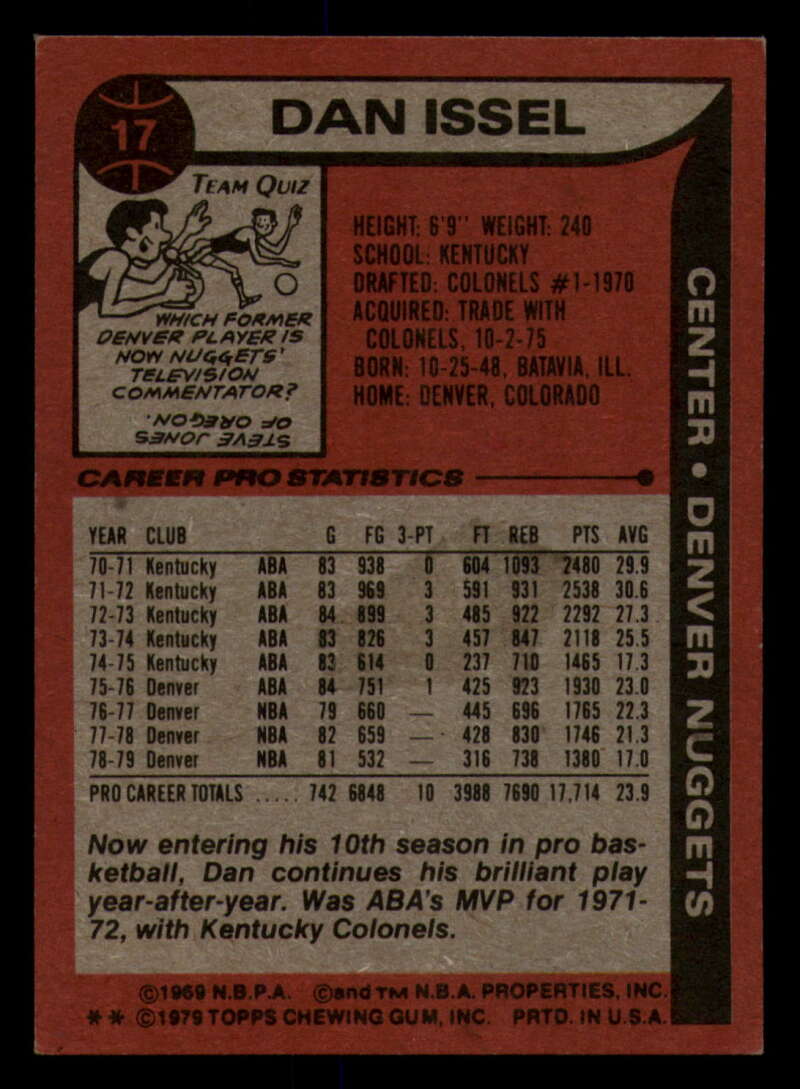 17
DAN ISSEL
TEAM QUIZ
WHICH FORMER
DENVER PLAYER IS
NOW NUGGETS'
TELEVISION
COMMENTATOR?
STEVE JONES
OF OREGON.
HEIGHT: 6'9" WEIGHT: 240
SCHOOL: KENTUCKY
DRAFTED: COLONELS #1-1970
ACQUIRED: TRADE WITH
COLONELS, 10-2-75
BORN: 10-25-48, BATAVIA, ILL.
HOME: DENVER, COLORADO
CENTER • DENVER NUGGETS
CAREER PRO STATISTICS
YEAR CLUB G FG 3-PT FT REB PTS AVG
70-71 Kentucky ABA 83 938 0 604 1093 2480 29.9
71-72 Kentucky ABA 83 969 3 591 931 2538 30.6
72-73 Kentucky ABA 84 899 3 485 922 2292 27.3
73-74 Kentucky ABA 83 826 3 457 847 2118 25.5
74-75 Kentucky ABA 83 614 0 237 710 1465 17.3
75-76 Denver ABA 84 751 1 425 923 1930 23.0
76-77 Denver NBA 79 660 — 445 696 1765 22.3
77-78 Denver NBA 82 659 — 428 830 1746 21.3
78-79 Denver NBA 81 532 — 316 738 1380 17.0
PRO CAREER TOTALS ..... 742 6848 10 3988 7690 17,714 23.9
Now entering his 10th season in pro bas-
ketball, Dan continues his brilliant play
year-after-year. Was ABA's MVP for 1971-
72, with Kentucky Colonels.
©1969 N.B.P.A. ©and TM N.B.A. PROPERTIES, INC.
** ©1979 TOPPS CHEWING GUM, INC. PRTD. IN U.S.A.